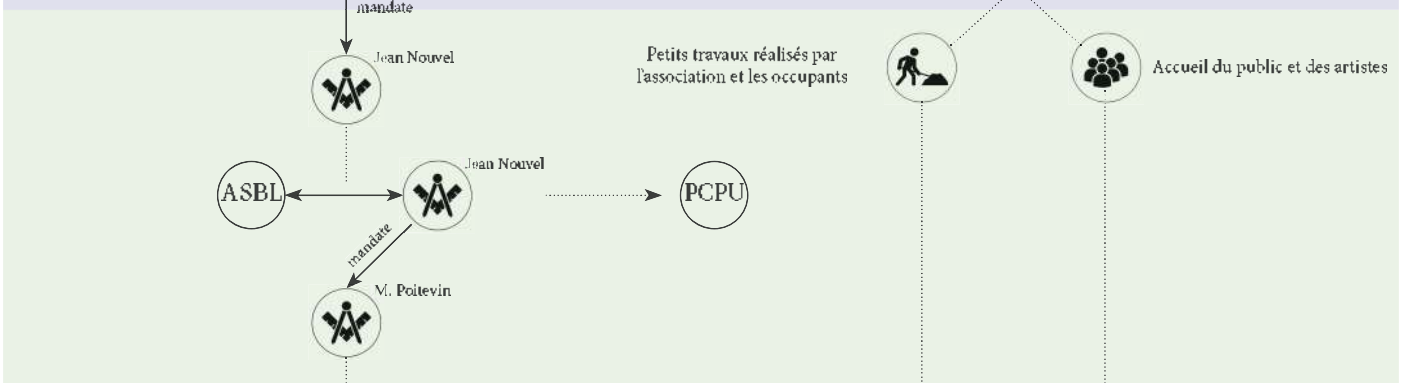 mandate
Jean Nouvel
Petits travaux réalisés par
l'association et les occupants
Accueil du public et des artistes
ASBL
Jean Nouvel
PCPU
mandate
M. Poitevin